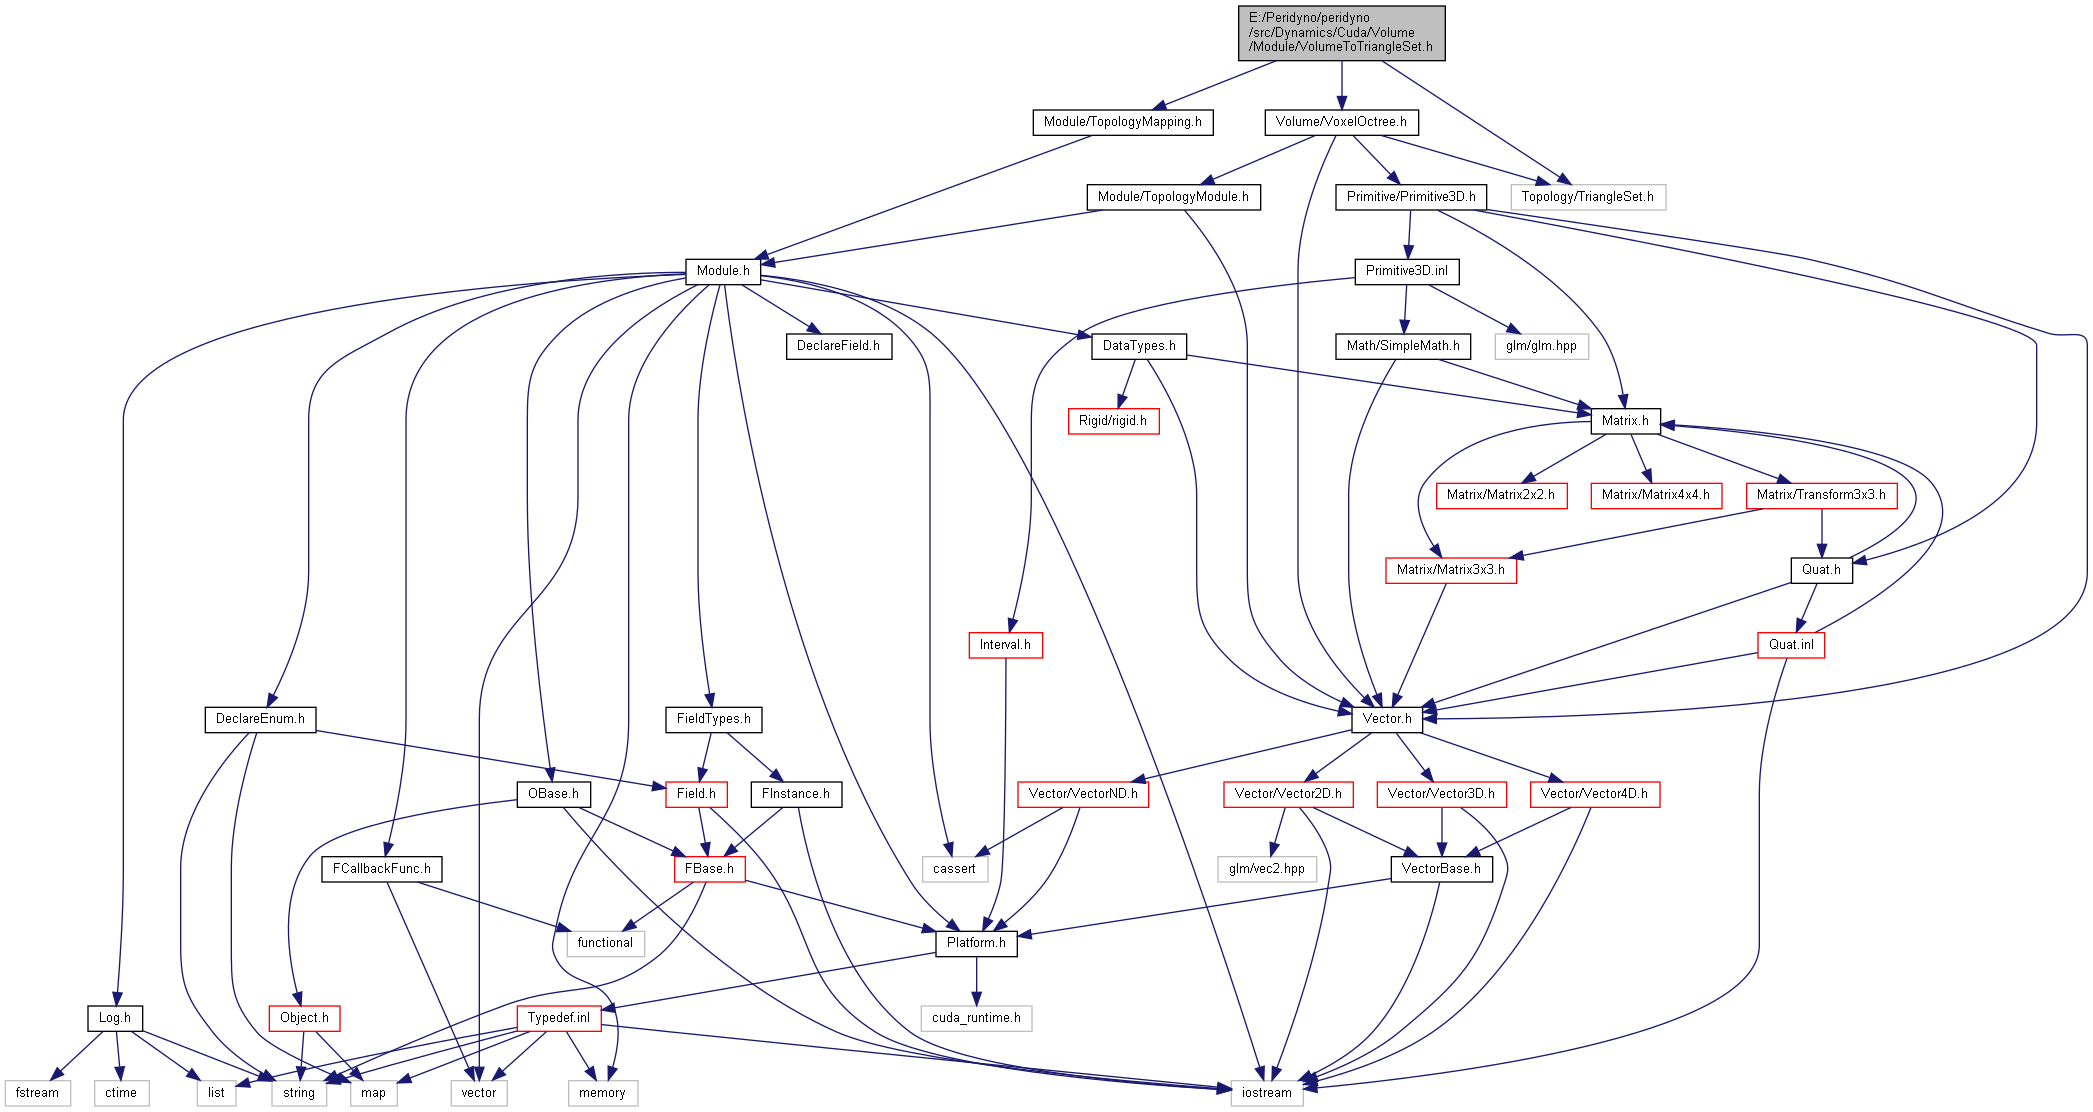 E:/Peridyno/peridyno
/src/Dynamics/Cuda/Volume
/Module/VolumeToTriangleSet.h
Module/TopologyMapping.h
Volume/VoxelOctree.h
Module/TopologyModule.h
Primitive/Primitive3D.h
Topology/TriangleSet.h
Module.h
Primitive3D.inl
DeclareField.h
DataTypes.h
Math/SimpleMath.h
glm/glm.hpp
Rigid/rigid.h
Matrix.h
Matrix/Matrix2x2.h
Matrix/Matrix4x4.h
Matrix/Transform3x3.h
Matrix/Matrix3x3.h
Quat.h
Interval.h
Quat.inl
DeclareEnum.h
FieldTypes.h
Vector.h
OBase.h
Field.h
FInstance.h
Vector/VectorND.h
Vector/Vector2D.h
Vector/Vector3D.h
Vector/Vector4D.h
FCallbackFunc.h
FBase.h
cassert
glm/vec2.hpp
VectorBase.h
functional
Platform.h
Log.h
Object.h
Typedef.inl
cuda_runtime.h
fstream
ctime
list
string
map
vector
memory
iostream